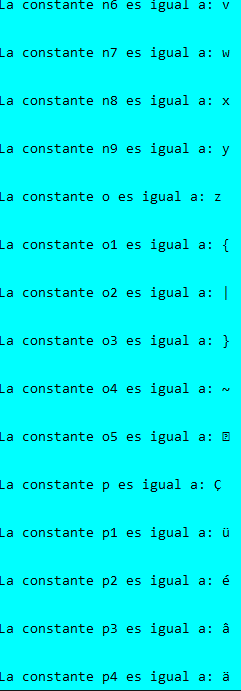 La constante n6 es igual a: v
La constante n7 es igual a: w
La constante n8 es igual a: x
La constante n9 es igual a: y
La constante o es igual a: z
La constante o1 es igual a: {
La constante o2 es igual a: |
La constante o3 es igual a: }
La constante o4 es igual a: ~
La constante o5 es igual a:
La constante p es igual a: Ç
La constante p1 es igual a: ü
La constante p2 es igual a: é
La constante p3 es igual a: â
La constante p4 es igual a: ä